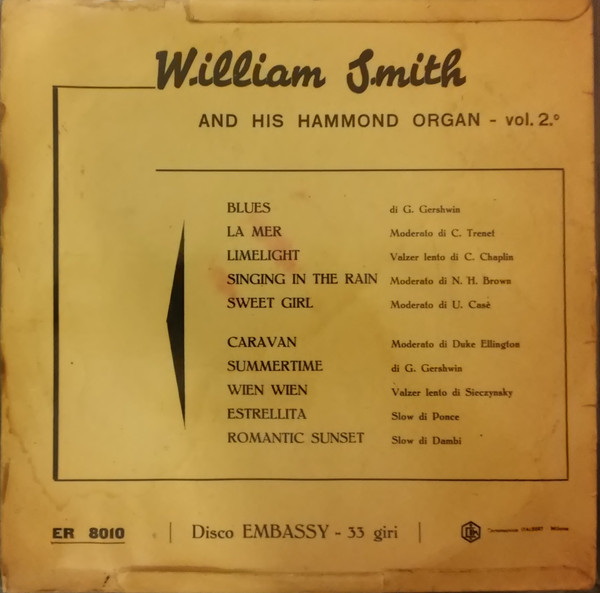 William Smith
AND HIS HAMMOND ORGAN - vol. 2.°
BLUES di G. Gershwin
LA MER Moderato di C. Trenet
LIMELIGHT Valzer lento di C. Chaplin
SINGING IN THE RAIN Moderato di N. H. Brown
SWEET GIRL Moderato di U. Casè
CARAVAN Moderato di Duke Ellington
SUMMERTIME di G. Gershwin
WIEN WIEN Valzer lento di Sieczynsky
ESTRELLITA Slow di Ponce
ROMANTIC SUNSET Slow di Dambi
ER 8010 | Disco EMBASSY - 33 giri | Milano